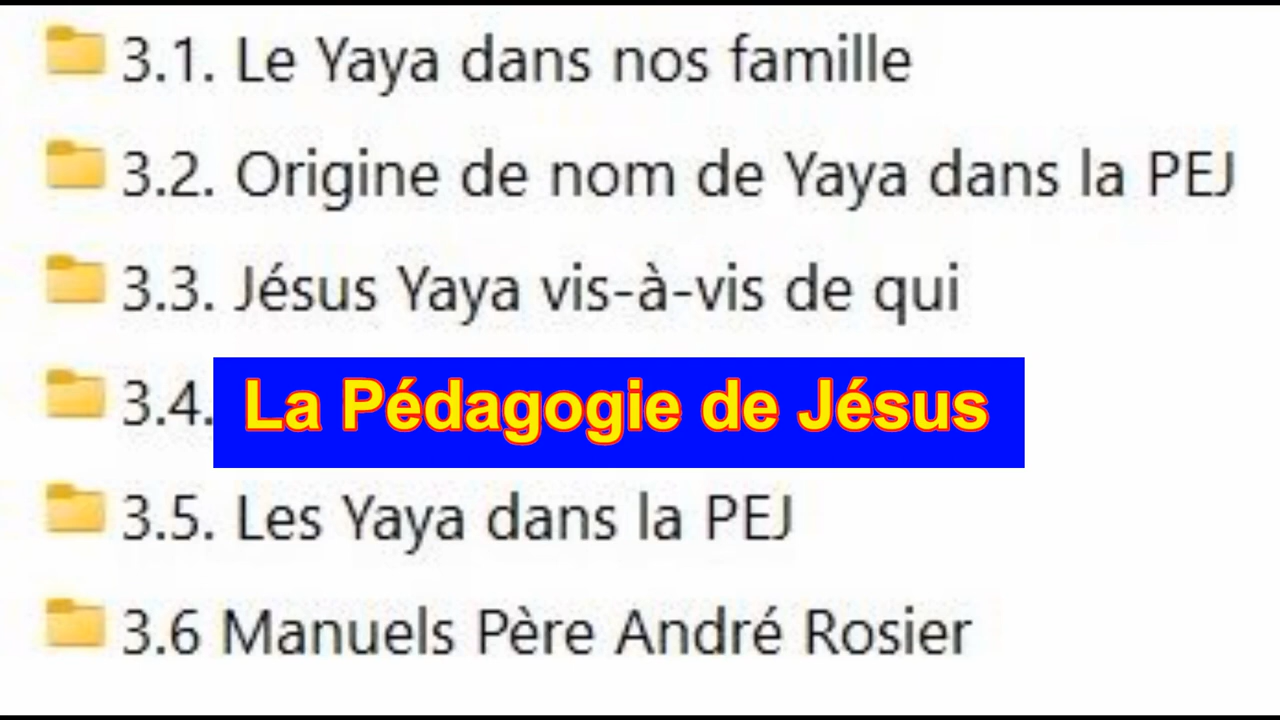 3.1. Le Yaya dans nos famille
3.2. Origine de nom de Yaya dans la PEJ
3.3. Jésus Yaya vis-à-vis de qui
3.4. La Pédagogie de Jésus
3.5. Les Yaya dans la PEJ
3.6 Manuels Père André Rosier